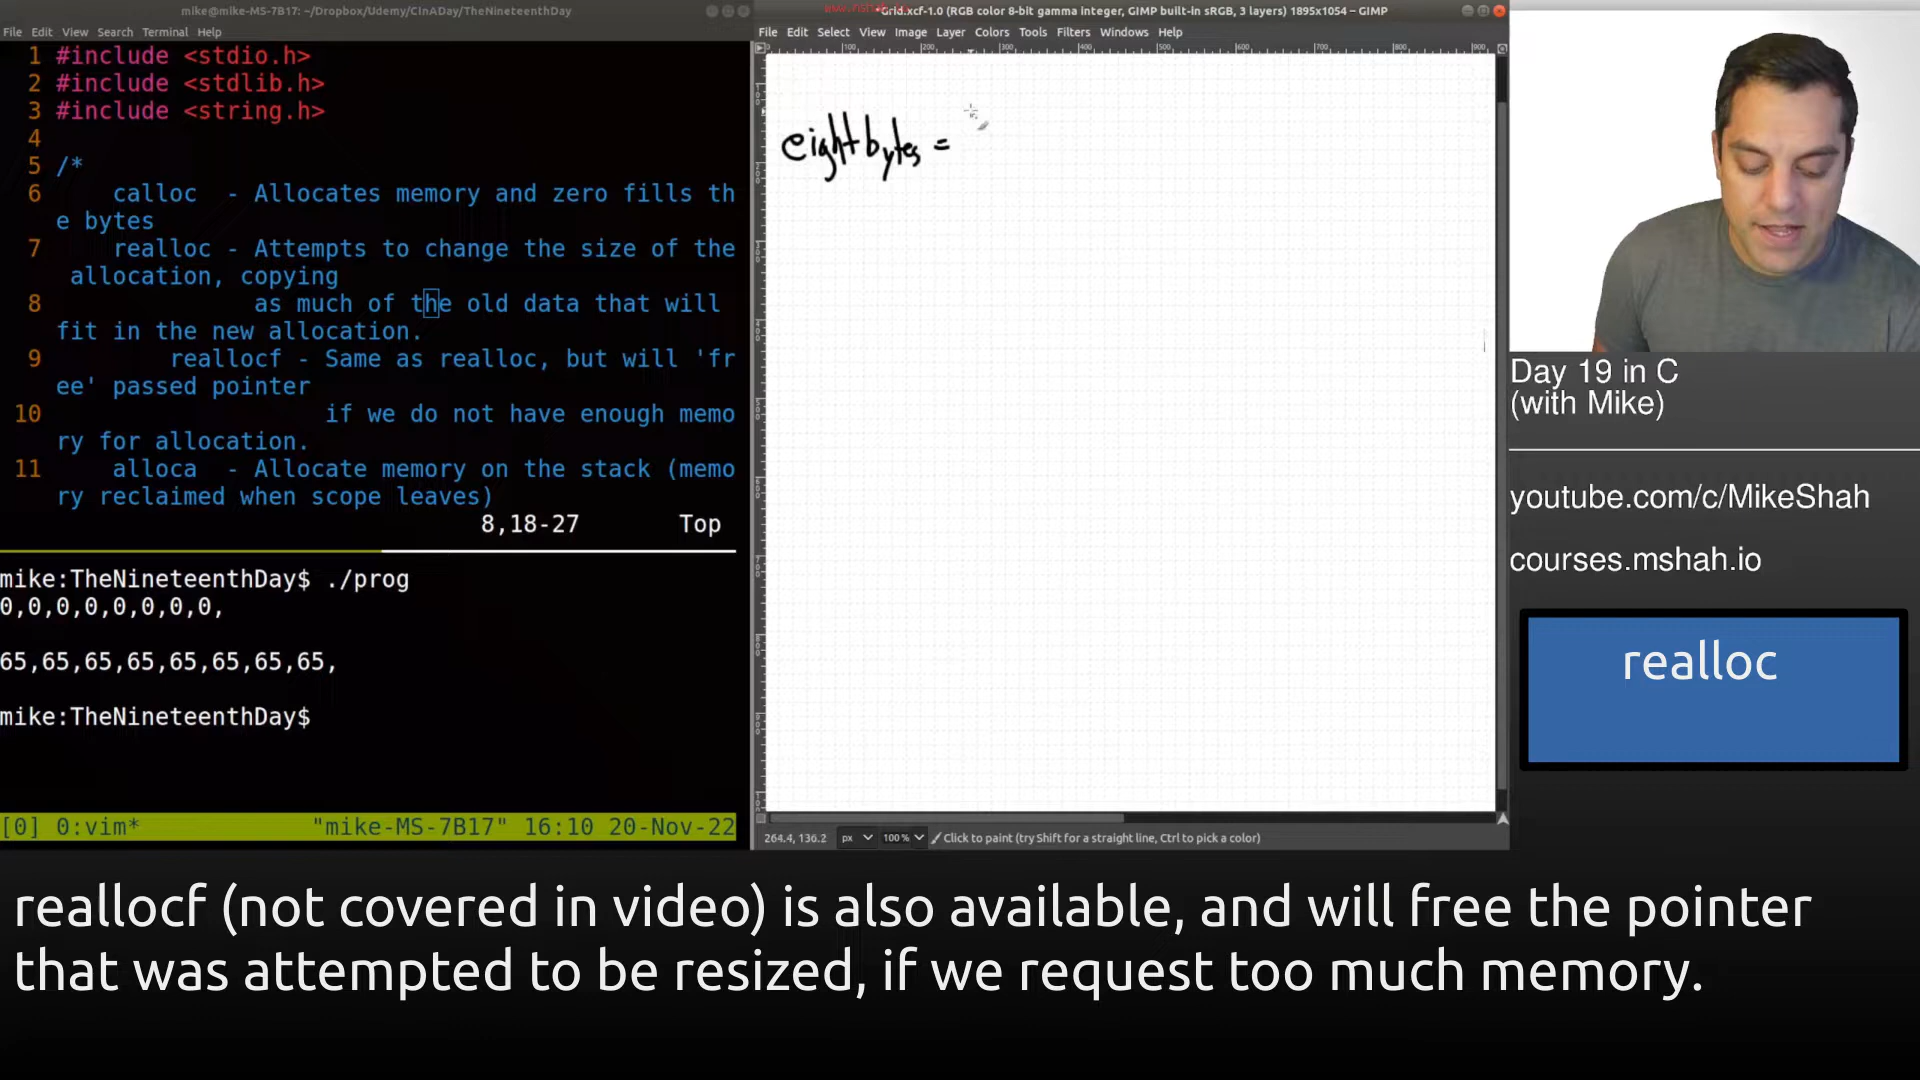 mike@mike-MS-7B17: ~/Dropbox/Udemy/CInADay/TheNineteenthDay
File Edit View Search Terminal Help
1 #include <stdio.h>
2 #include <stdlib.h>
3 #include <string.h>
4
5 /*
6 calloc - Allocates memory and zero fills th
e bytes
7 realloc - Attempts to change the size of the
allocation, copying
8 as much of the old data that will
fit in the new allocation.
9 reallocf - Same as realloc, but will 'fr
ee' passed pointer
10 if we do not have enough memo
ry for allocation.
11 alloca - Allocate memory on the stack (memo
ry reclaimed when scope leaves)
8,18-27 Top
mike:TheNineteenthDay$ ./prog
0,0,0,0,0,0,0,0,
65,65,65,65,65,65,65,65,
mike:TheNineteenthDay$
[0] 0:vim* "mike-MS-7B17" 16:10 20-Nov-22
*Grid.xcf-1.0 (RGB color 8-bit gamma integer, GIMP built-in sRGB, 3 layers) 1895x1054 – GIMP
File Edit Select View Image Layer Colors Tools Filters Windows Help
eightbytes =
264.4, 136.2 px 100% Click to paint (try Shift for a straight line, Ctrl to pick a color)
Day 19 in C
(with Mike)
youtube.com/c/MikeShah
courses.mshah.io
realloc
reallocf (not covered in video) is also available, and will free the pointer
that was attempted to be resized, if we request too much memory.